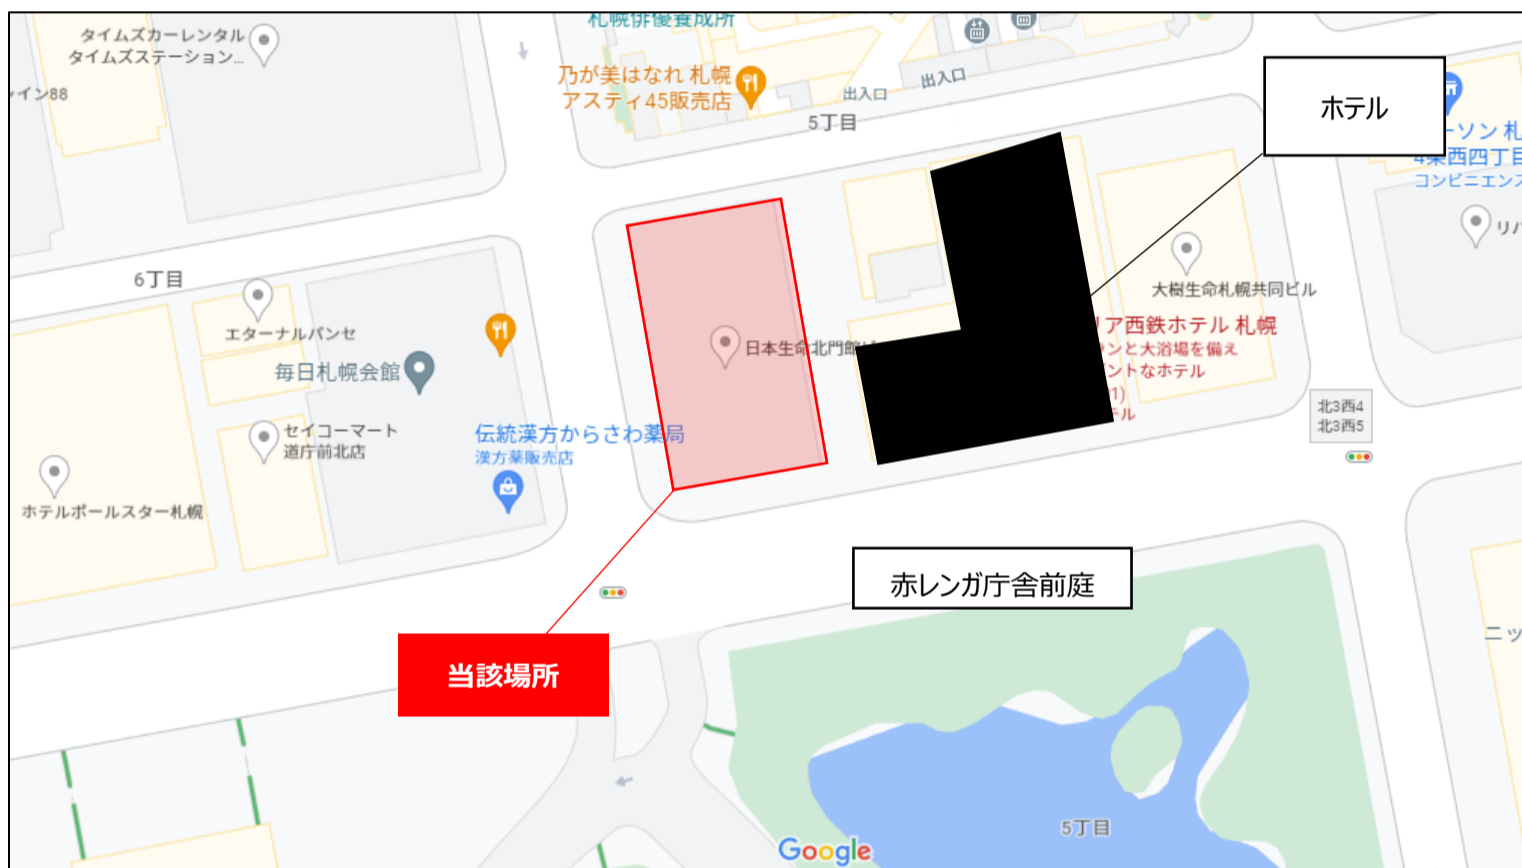 札幌俳優養成所
タイムズカーレンタル
タイムズステーション...
イン88
乃が美はなれ 札幌
アスティ45販売店
出入口
出入口
5丁目
ホテル
ーソン 札
4条西四丁目
コンビニエンス
リバ
6丁目
エターナルパンセ
毎日札幌会館
セイコーマート
道庁前北店
ホテルポールスター札幌
伝統漢方からさわ薬局
漢方薬販売店
日本生命北門館ビ
大樹生命札幌共同ビル
リア西鉄ホテル 札幌
ランと大浴場を備え
ントなホテル
1)
テル
北3西4
北3西5
赤レンガ庁舎前庭
当該場所
ニッ
5丁目
Google